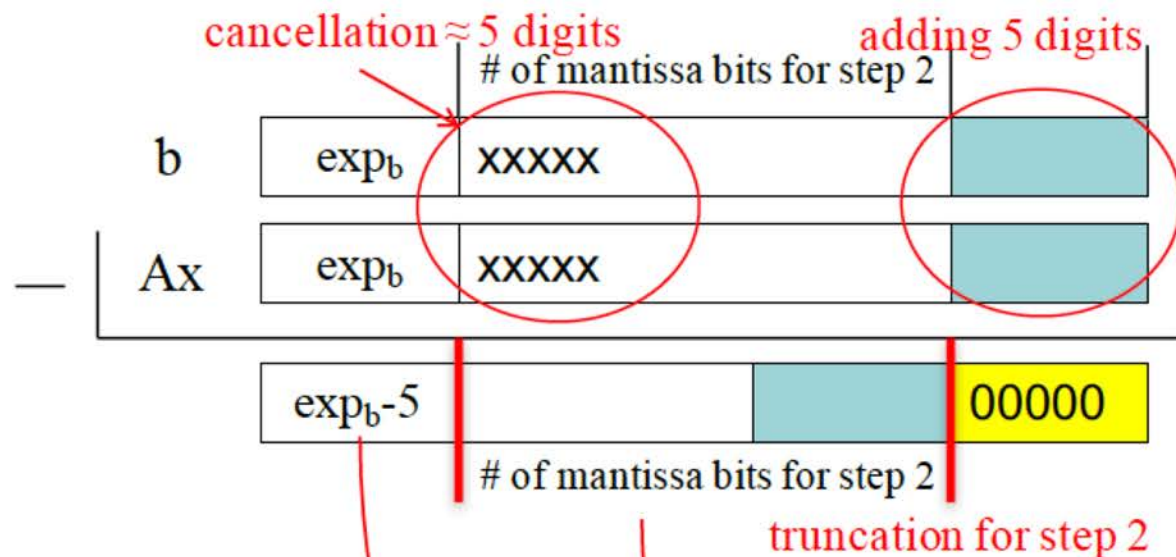 cancellation ≈ 5 digits
adding 5 digits
# of mantissa bits for step 2
b exp_b xxxxx
— Ax exp_b xxxxx
exp_b-5 00000
# of mantissa bits for step 2
truncation for step 2